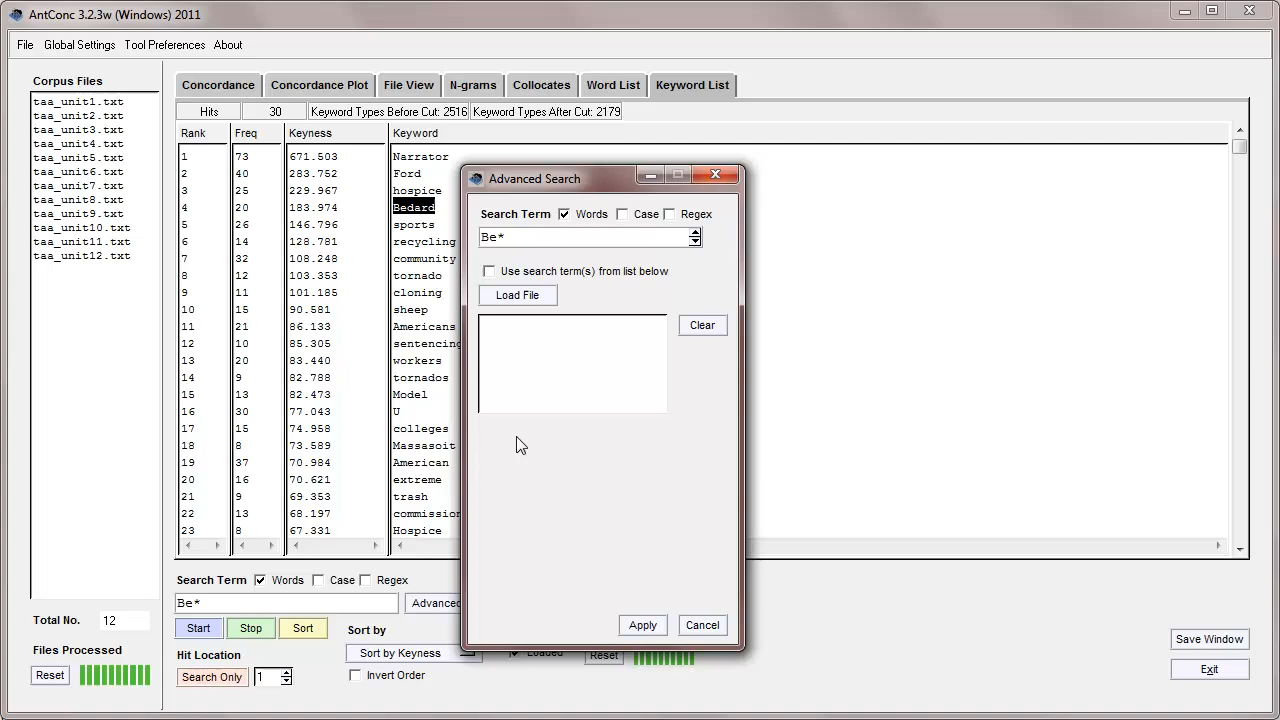 AntConc 3.2.3w (Windows) 2011
File Global Settings Tool Preferences About
Corpus Files
taa_unit1.txt
taa_unit2.txt
taa_unit3.txt
taa_unit4.txt
taa_unit5.txt
taa_unit6.txt
taa_unit7.txt
taa_unit8.txt
taa_unit9.txt
taa_unit10.txt
taa_unit11.txt
taa_unit12.txt
Total No. 12
Files Processed
Reset
Concordance Concordance Plot File View N-grams Collocates Word List Keyword List
Hits 30 Keyword Types Before Cut: 2516 Keyword Types After Cut: 2179
Rank Freq Keyness Keyword
1 73 671.503 Narrator
2 40 283.752 Ford
3 25 229.967 hospice
4 20 183.974 Bedard
5 26 146.796 sports
6 14 128.781 recycling
7 32 108.248 community
8 12 103.353 tornado
9 11 101.185 cloning
10 15 90.581 sheep
11 21 86.133 Americans
12 10 85.305 sentencing
13 20 83.440 workers
14 9 82.788 tornados
15 13 82.473 Model
16 30 77.043 U
17 15 74.958 colleges
18 8 73.589 Massasoit
19 37 70.984 American
20 16 70.621 extreme
21 9 69.353 trash
22 13 68.197 commission
23 8 67.331 Hospice
Search Term Words Case Regex
Be*
Advanced
Start Stop Sort
Hit Location
Search Only 1
Sort by
Sort by Keyness
Invert Order
Loaded Reset
Save Window
Exit
Advanced Search
Search Term Words Case Regex
Be*
Use search term(s) from list below
Load File
Clear
Apply Cancel